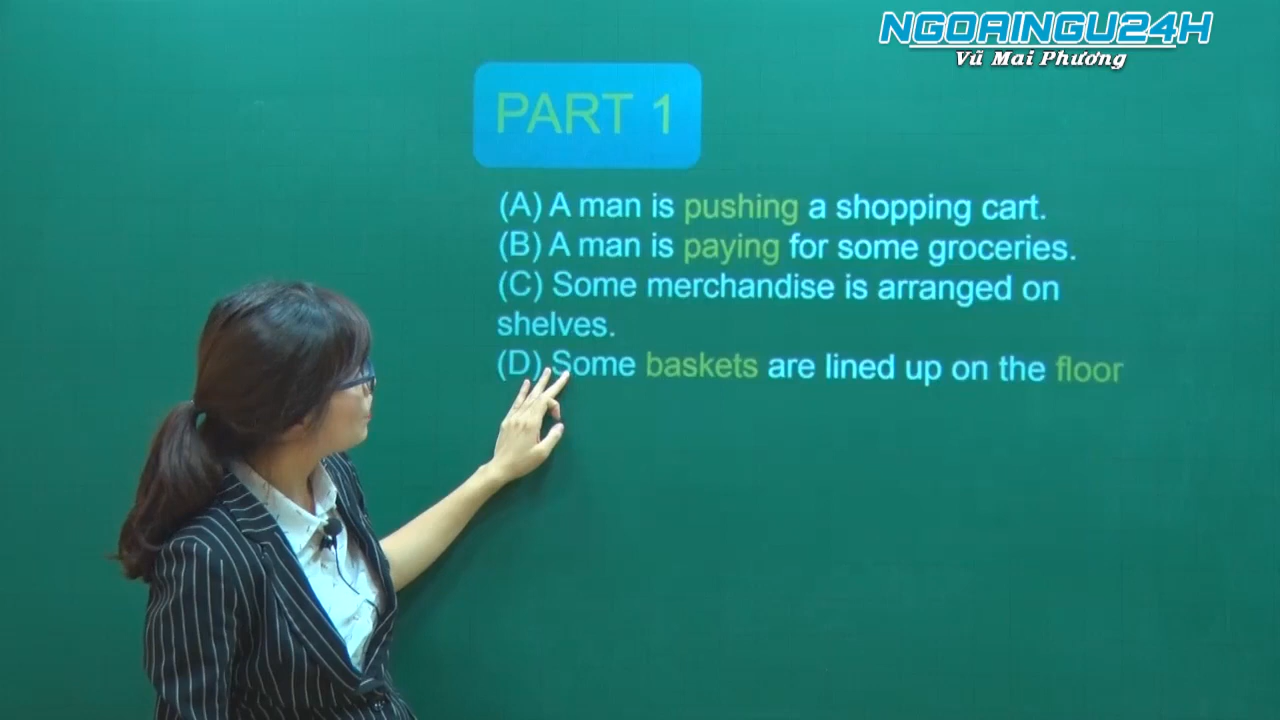 NGOAINGU24H
Vũ Mai Phương
PART 1
(A) A man is pushing a shopping cart.
(B) A man is paying for some groceries.
(C) Some merchandise is arranged on
shelves.
(D) Some baskets are lined up on the floor